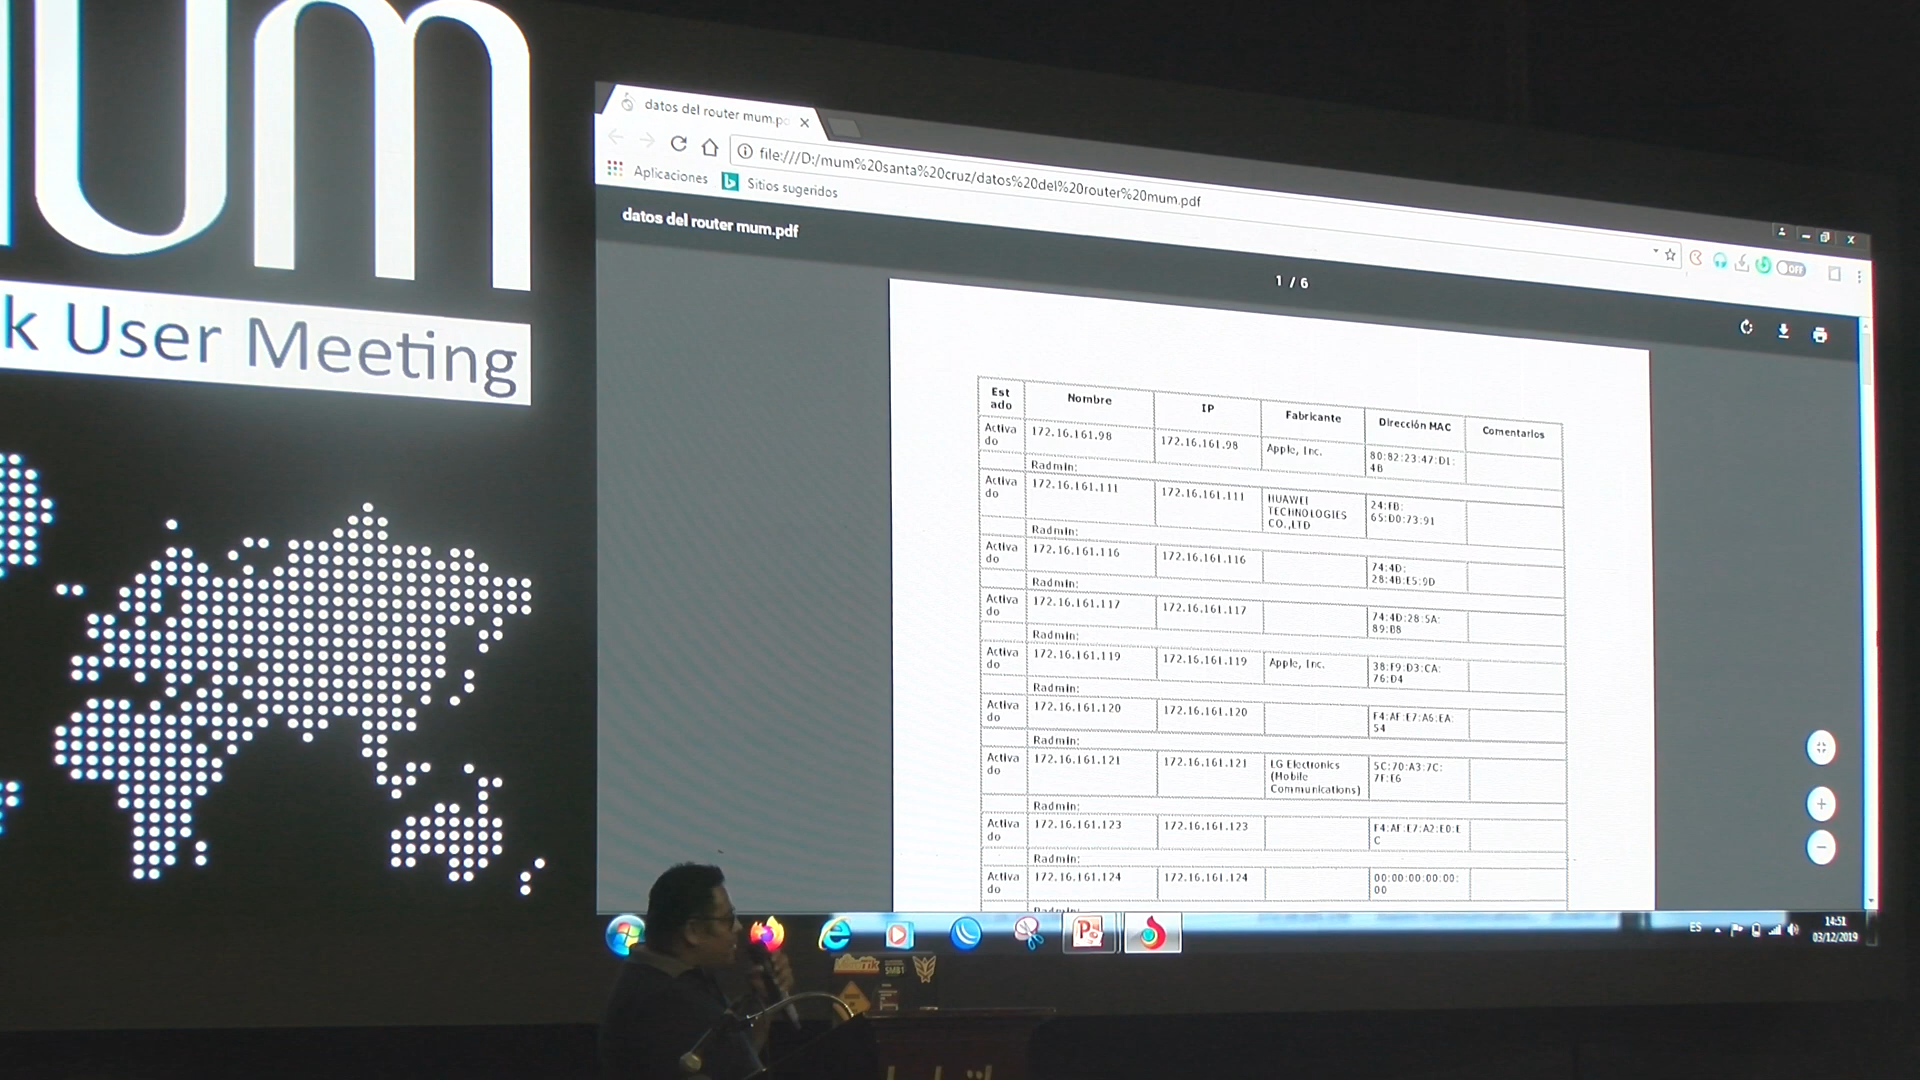 UM
k User Meeting
datos del router mum.p
file:///D:/mum%20santa%20cruz/datos%20del%20router%20mum.pdf
Aplicaciones
Sitios sugeridos
OFF
datos del router mum.pdf
1 / 6
Est
ado
Nombre
IP
Fabricante
Dirección MAC
Comentarios
Activa
do
172.16.161.98
172.16.161.98
Apple, Inc.
80:82:23:47:D1:
4B
Radmin:
Activa
do
172.16.161.111
172.16.161.111
HUAWEI
TECHNOLOGIES
CO.,LTD
24:FB:
65:D0:73:91
Radmin:
Activa
do
172.16.161.116
172.16.161.116
74:4D:
28:4B:E5:9D
Radmin:
Activa
do
172.16.161.117
172.16.161.117
74:4D:28:5A:
89:D8
Radmin:
Activa
do
172.16.161.119
172.16.161.119
Apple, Inc.
38:F9:D3:CA:
76:D4
Radmin:
Activa
do
172.16.161.120
172.16.161.120
F4:AF:E7:A5:EA:
54
Radmin:
Activa
do
172.16.161.121
172.16.161.121
LG Electronics
(Mobile
Communications)
5C:70:A3:7C:
7F:E6
Radmin:
Activa
do
172.16.161.123
172.16.161.123
F4:AF:E7:A2:E0:E
C
Radmin:
Activa
do
172.16.161.124
172.16.161.124
00:00:00:00:00:
00
Radmin:
ES
14:51
03/12/2019